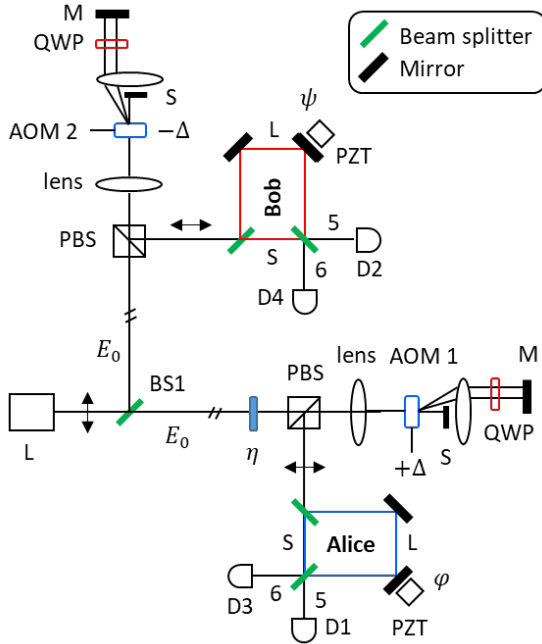 M
QWP
S
AOM 2
−Δ
lens
PBS
Beam splitter
Mirror
ψ
L
PZT
Bob
5
S
6
D2
D4
E₀
BS1
L
E₀
η
PBS
lens
AOM 1
M
S
QWP
+Δ
S
Alice
L
6
5
D3
D1
φ
PZT